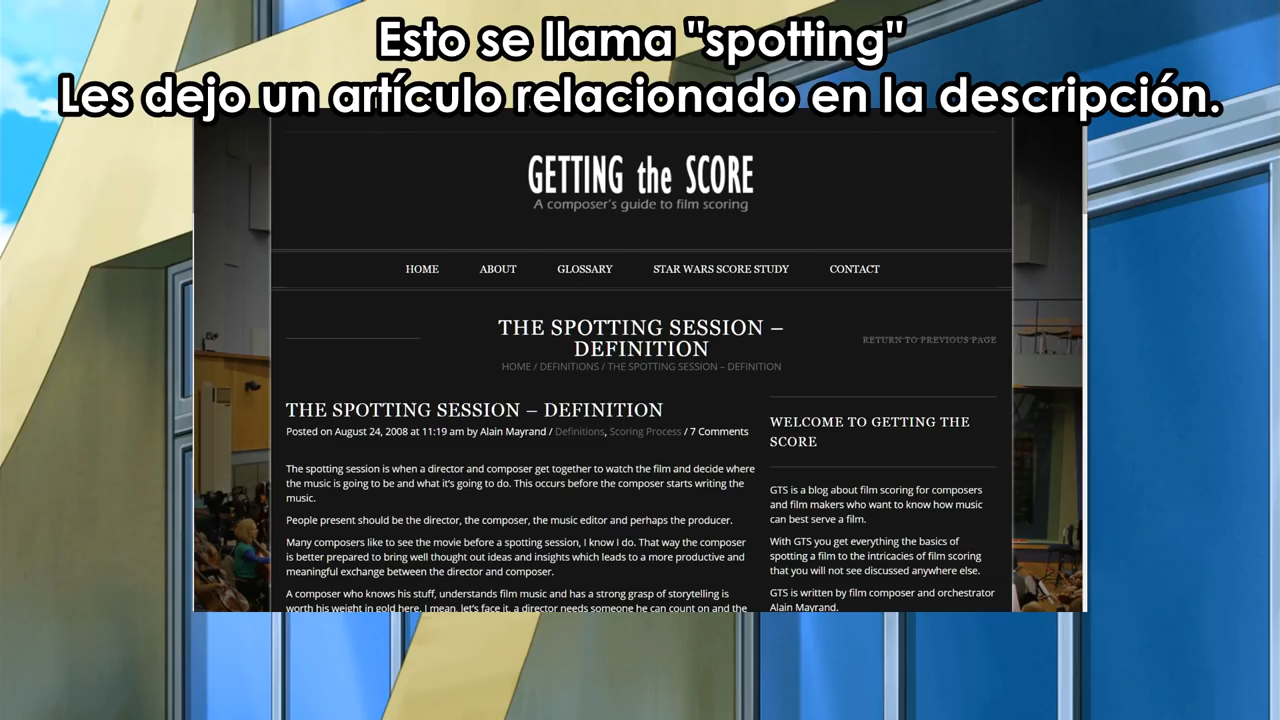 Esto se llama "spotting"
Les dejo un artículo relacionado en la descripción.
GETTING the SCORE
A composer's guide to film scoring
HOME ABOUT GLOSSARY STAR WARS SCORE STUDY CONTACT
THE SPOTTING SESSION –
DEFINITION
RETURN TO PREVIOUS PAGE
HOME / DEFINITIONS / THE SPOTTING SESSION – DEFINITION
THE SPOTTING SESSION – DEFINITION
Posted on August 24, 2008 at 11:19 am by Alain Mayrand / Definitions, Scoring Process / 7 Comments
The spotting session is when a director and composer get together to watch the film and decide where
the music is going to be and what it's going to do. This occurs before the composer starts writing the
music.
People present should be the director, the composer, the music editor and perhaps the producer.
Many composers like to see the movie before a spotting session, I know I do. That way the composer
is better prepared to bring well thought out ideas and insights which leads to a more productive and
meaningful exchange between the director and composer.
A composer who knows his stuff, understands film music and has a strong grasp of storytelling is
worth his weight in gold here. I mean, let's face it, a director needs someone he can count on and the
WELCOME TO GETTING THE
SCORE
GTS is a blog about film scoring for composers
and film makers who want to know how music
can best serve a film.
With GTS you get everything the basics of
spotting a film to the intricacies of film scoring
that you will not see discussed anywhere else.
GTS is written by film composer and orchestrator
Alain Mayrand.